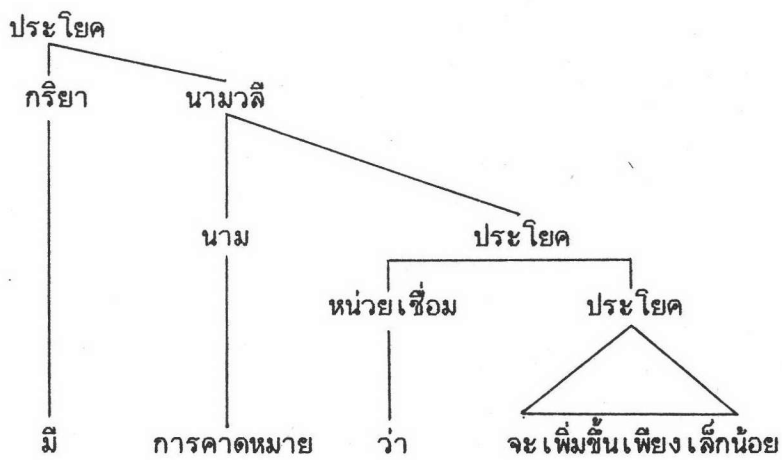 ประโยค
กริยา นามวลี
นาม ประโยค
หน่วยเชื่อม ประโยค
มี การคาดหมาย ว่า จะเพิ่มขึ้นเพียงเล็กน้อย